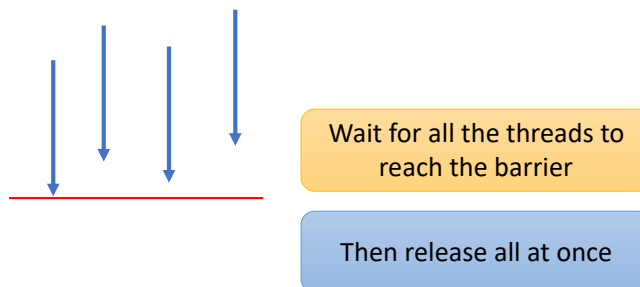 Wait for all the threads to
reach the barrier
Then release all at once